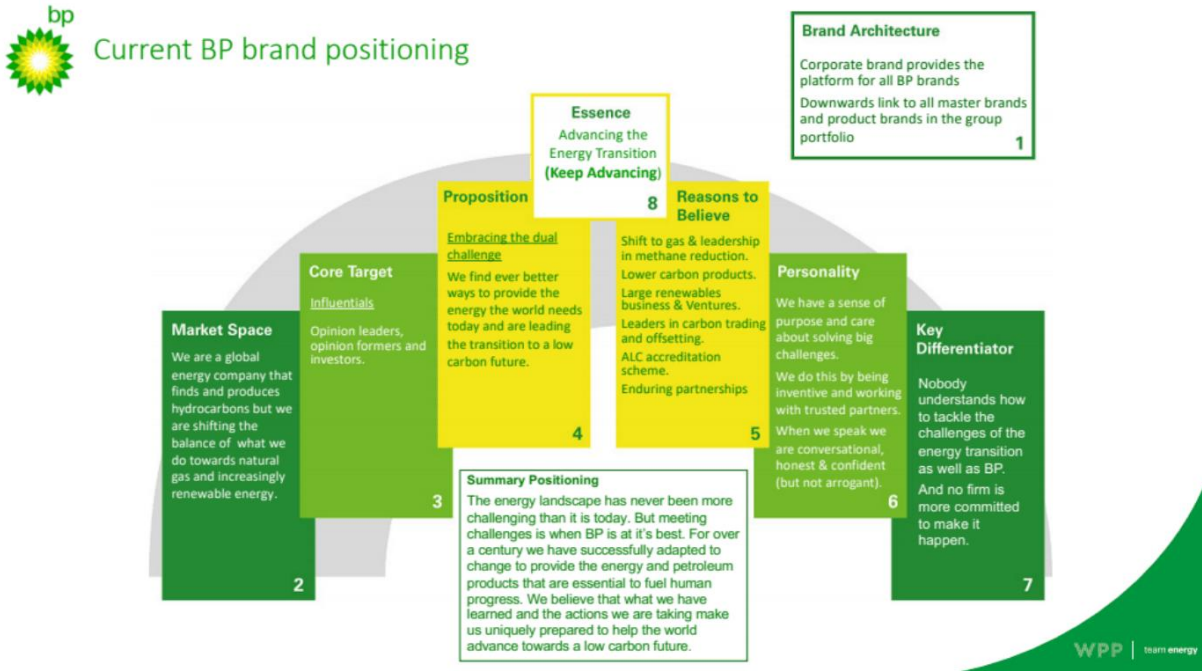 bp
Current BP brand positioning
Brand Architecture
Corporate brand provides the
platform for all BP brands
Downwards link to all master brands
and product brands in the group
portfolio
1
Market Space
We are a global
energy company that
finds and produces
hydrocarbons but we
are shifting the
balance of what we
do towards natural
gas and increasingly
renewable energy.
2
Core Target
Influentials
Opinion leaders,
opinion formers and
investors.
3
Proposition
Embracing the dual
challenge
We find ever better
ways to provide the
energy the world needs
today and are leading
the transition to a low
carbon future.
4
Essence
Advancing the
Energy Transition
(Keep Advancing)
8
Reasons to
Believe
Shift to gas & leadership
in methane reduction.
Lower carbon products.
Large renewables
business & Ventures.
Leaders in carbon trading
and offsetting.
ALC accreditation
scheme.
Enduring partnerships
5
Personality
We have a sense of
purpose and care
about solving big
challenges.
We do this by being
inventive and working
with trusted partners.
When we speak we
are conversational,
honest & confident
(but not arrogant).
6
Key
Differentiator
Nobody
understands how
to tackle the
challenges of the
energy transition
as well as BP.
And no firm is
more committed
to make it
happen.
7
Summary Positioning
The energy landscape has never been more
challenging than it is today. But meeting
challenges is when BP is at it's best. For over
a century we have successfully adapted to
change to provide the energy and petroleum
products that are essential to fuel human
progress. We believe that what we have
learned and the actions we are taking make
us uniquely prepared to help the world
advance towards a low carbon future.
WPP | team energy